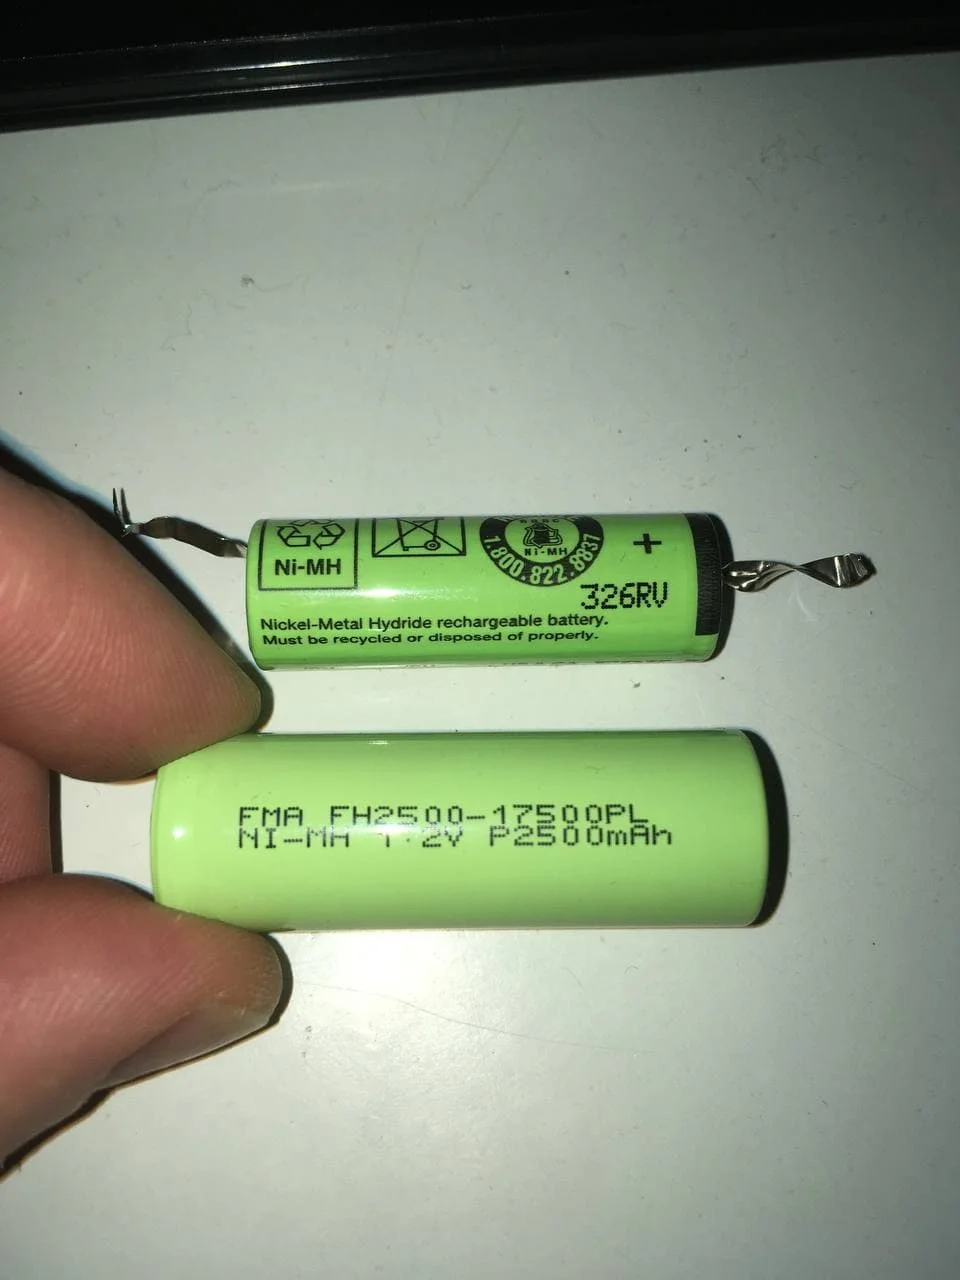 RBRC
1.800.822.8837
Ni-MH
Ni-MH
+
326RV
Nickel-Metal Hydride rechargeable battery.
Must be recycled or disposed of properly.
FMA FH2500-17500PL
NI-MH 1.2V P2500mAh